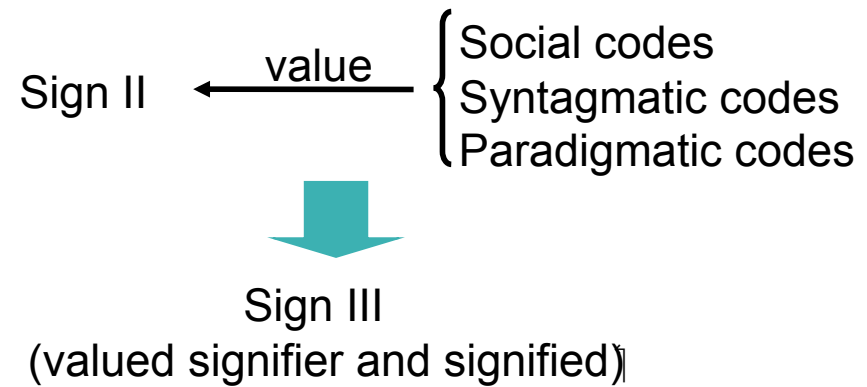 Social codes
value
Sign II
Syntagmatic codes
Paradigmatic codes
Sign III
(valued signifier and signified)